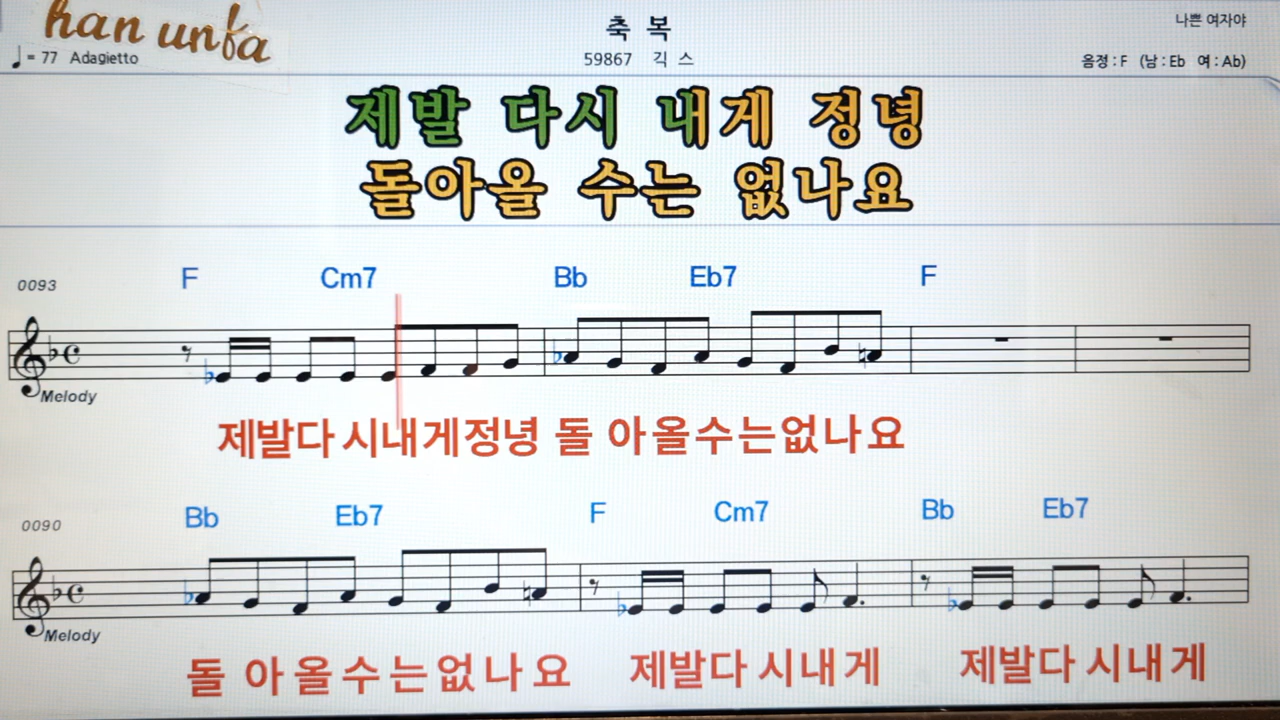 han unfa
축 복
나쁜 여자야
♩= 77 Adagietto
59867 긱 스
음정 : F (남 : Eb 여 : Ab)
제발 다시 내게 정녕
돌아올 수는 없나요
0093
F Cm7 Bb Eb7 F
Melody
제발다 시내게정녕 돌 아올수는없나요
0090
Bb Eb7 F Cm7 Bb Eb7
Melody
돌 아올수는없나요 제발다 시내게 제발다 시내게